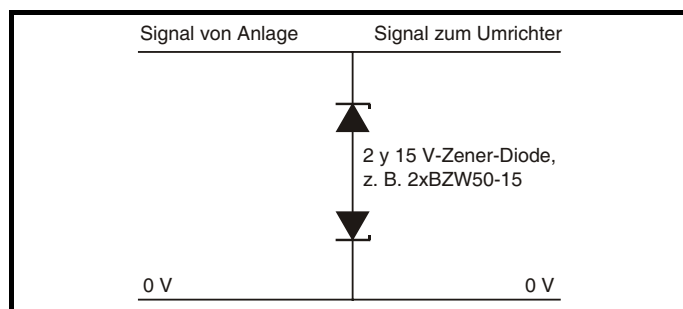 Signal von Anlage Signal zum Umrichter
2 y 15 V-Zener-Diode,
z. B. 2xBZW50-15
0 V 0 V